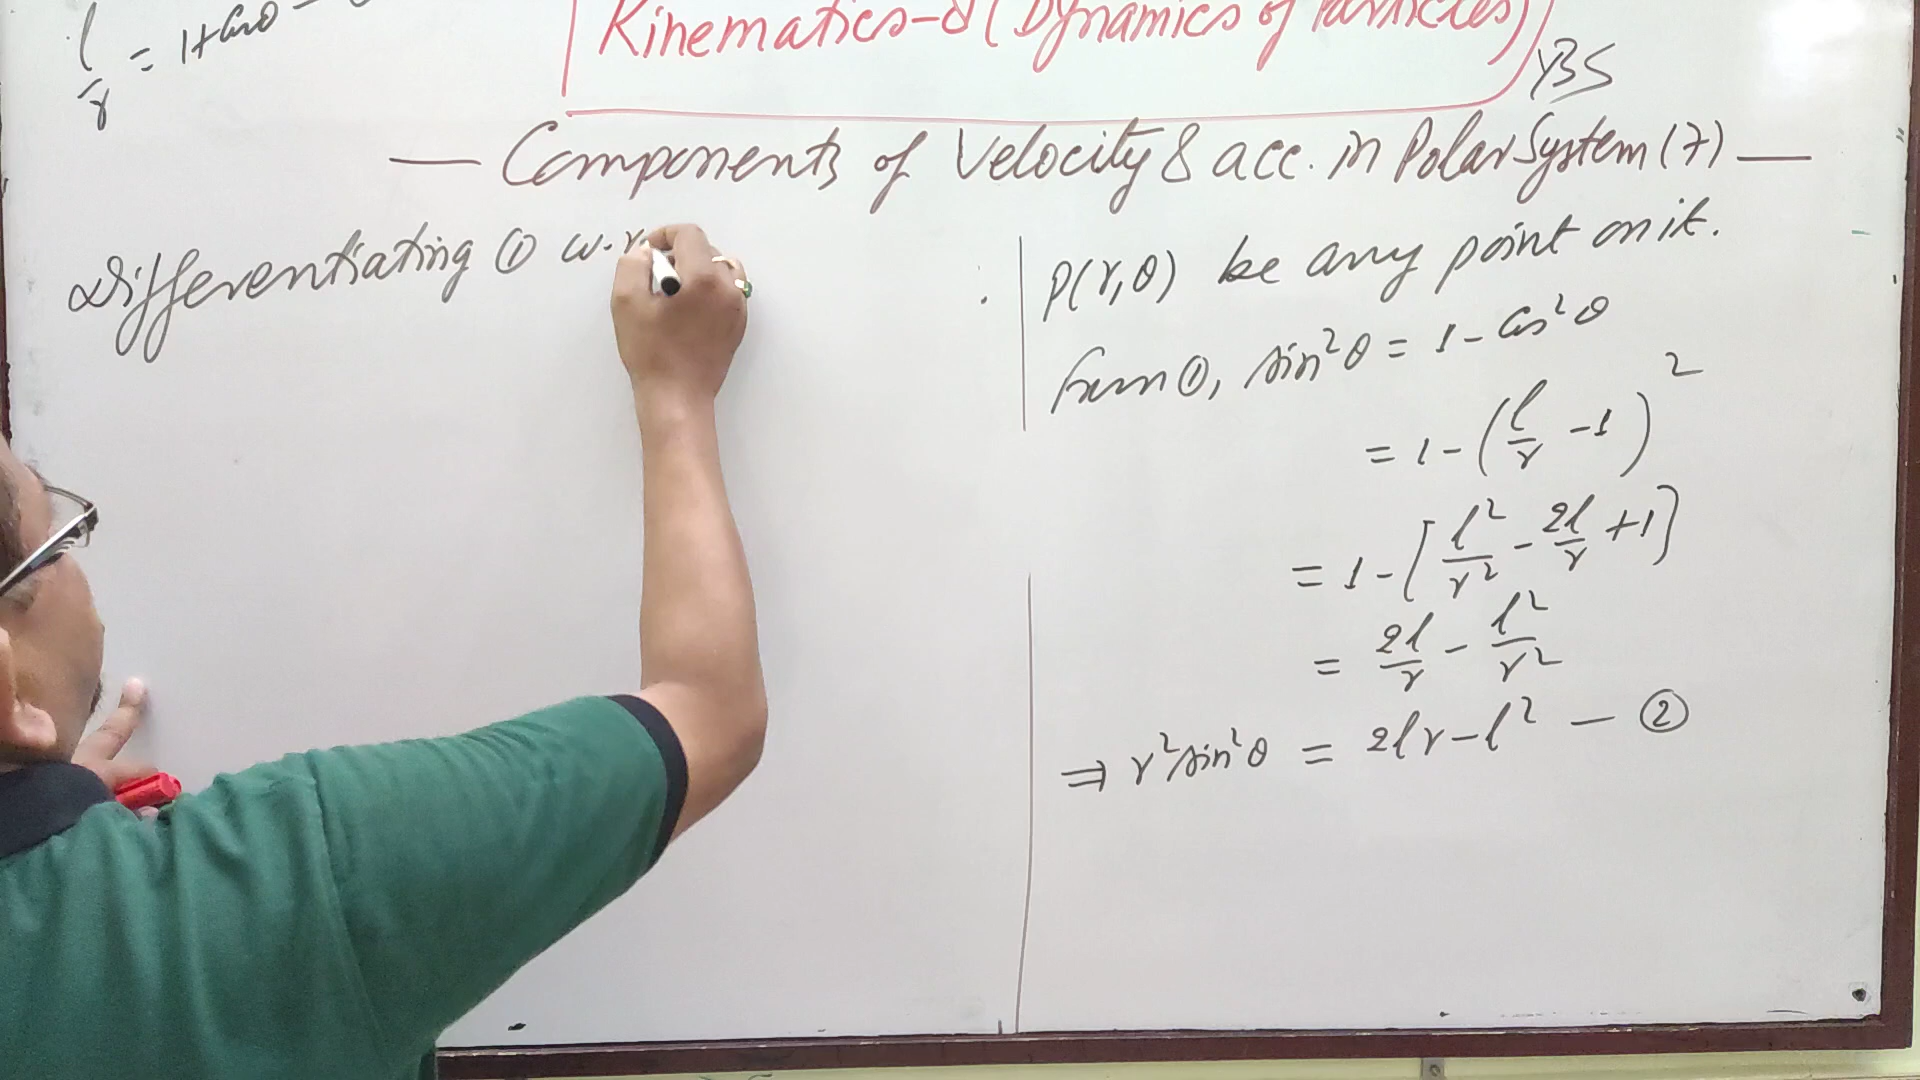 l/r = 1+Cosθ —
Kinematics-8 (Dynamics of Particles)
YBS
— Components of Velocity & acc. in Polar System (7) —
Differentiating ① w.r
P(r,θ) be any point on it.
from ①, sin²θ = 1 - Cos²θ
= 1 - (l/r - 1)²
= 1 - [l²/r² - 2l/r + 1]
= 2l/r - l²/r²
⇒ r²sin²θ = 2lr - l² — ②